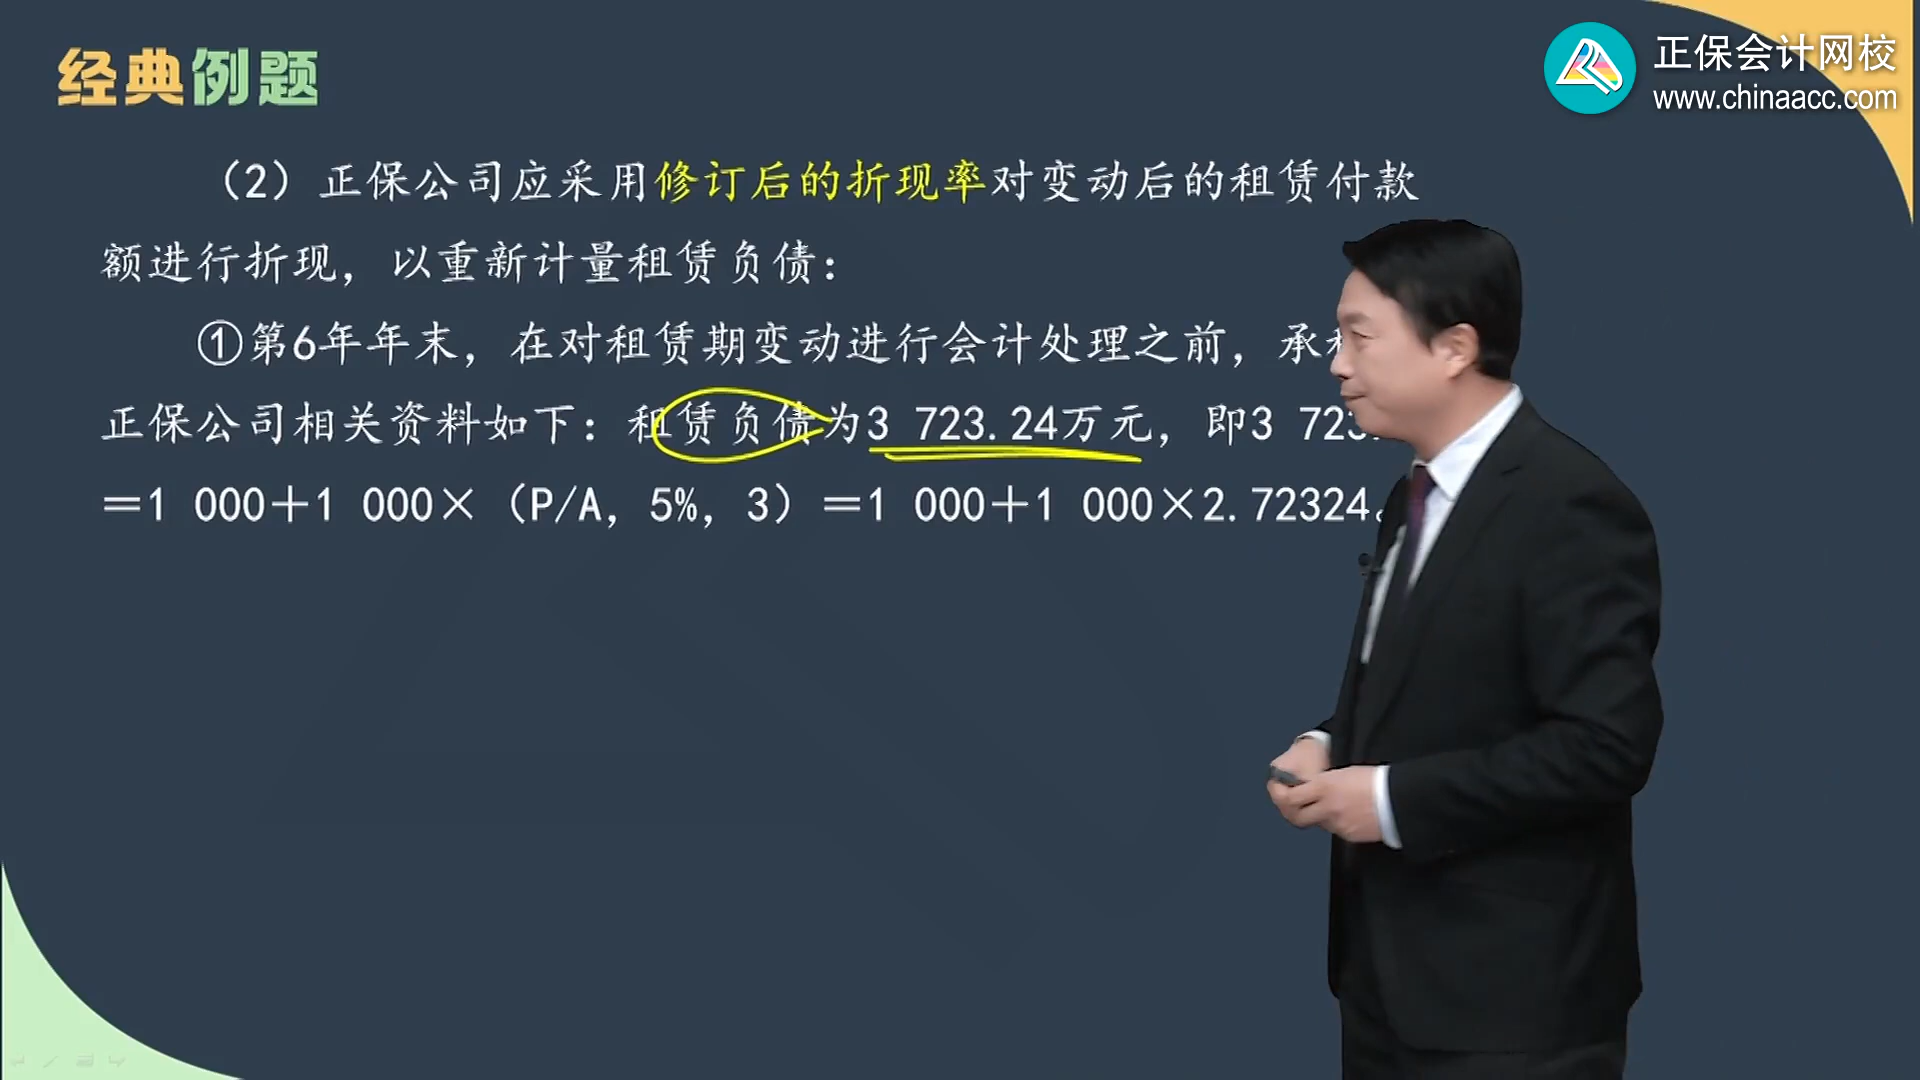 经典例题
正保会计网校
www.chinaacc.com
（2）正保公司应采用修订后的折现率对变动后的租赁付款
额进行折现，以重新计量租赁负债：
①第6年年末，在对租赁期变动进行会计处理之前，承
正保公司相关资料如下：租赁负债为3 723.24万元，即3 723.
＝1 000＋1 000×（P/A，5%，3）＝1 000＋1 000×2.72324。